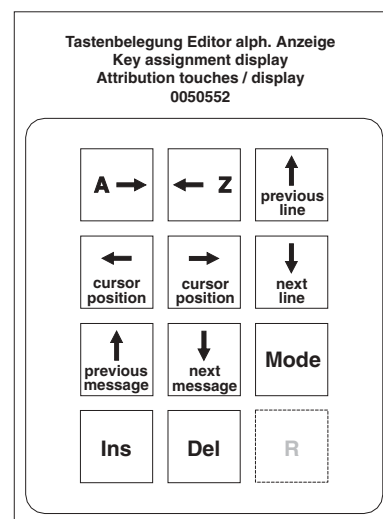 Tastenbelegung Editor alph. Anzeige
Key assignment display
Attribution touches / display
0050552
A → ← Z ↑
previous
line
← → ↓
cursor
position
cursor
position
next
line
↑ ↓
previous
message
next
message
Mode
Ins Del R